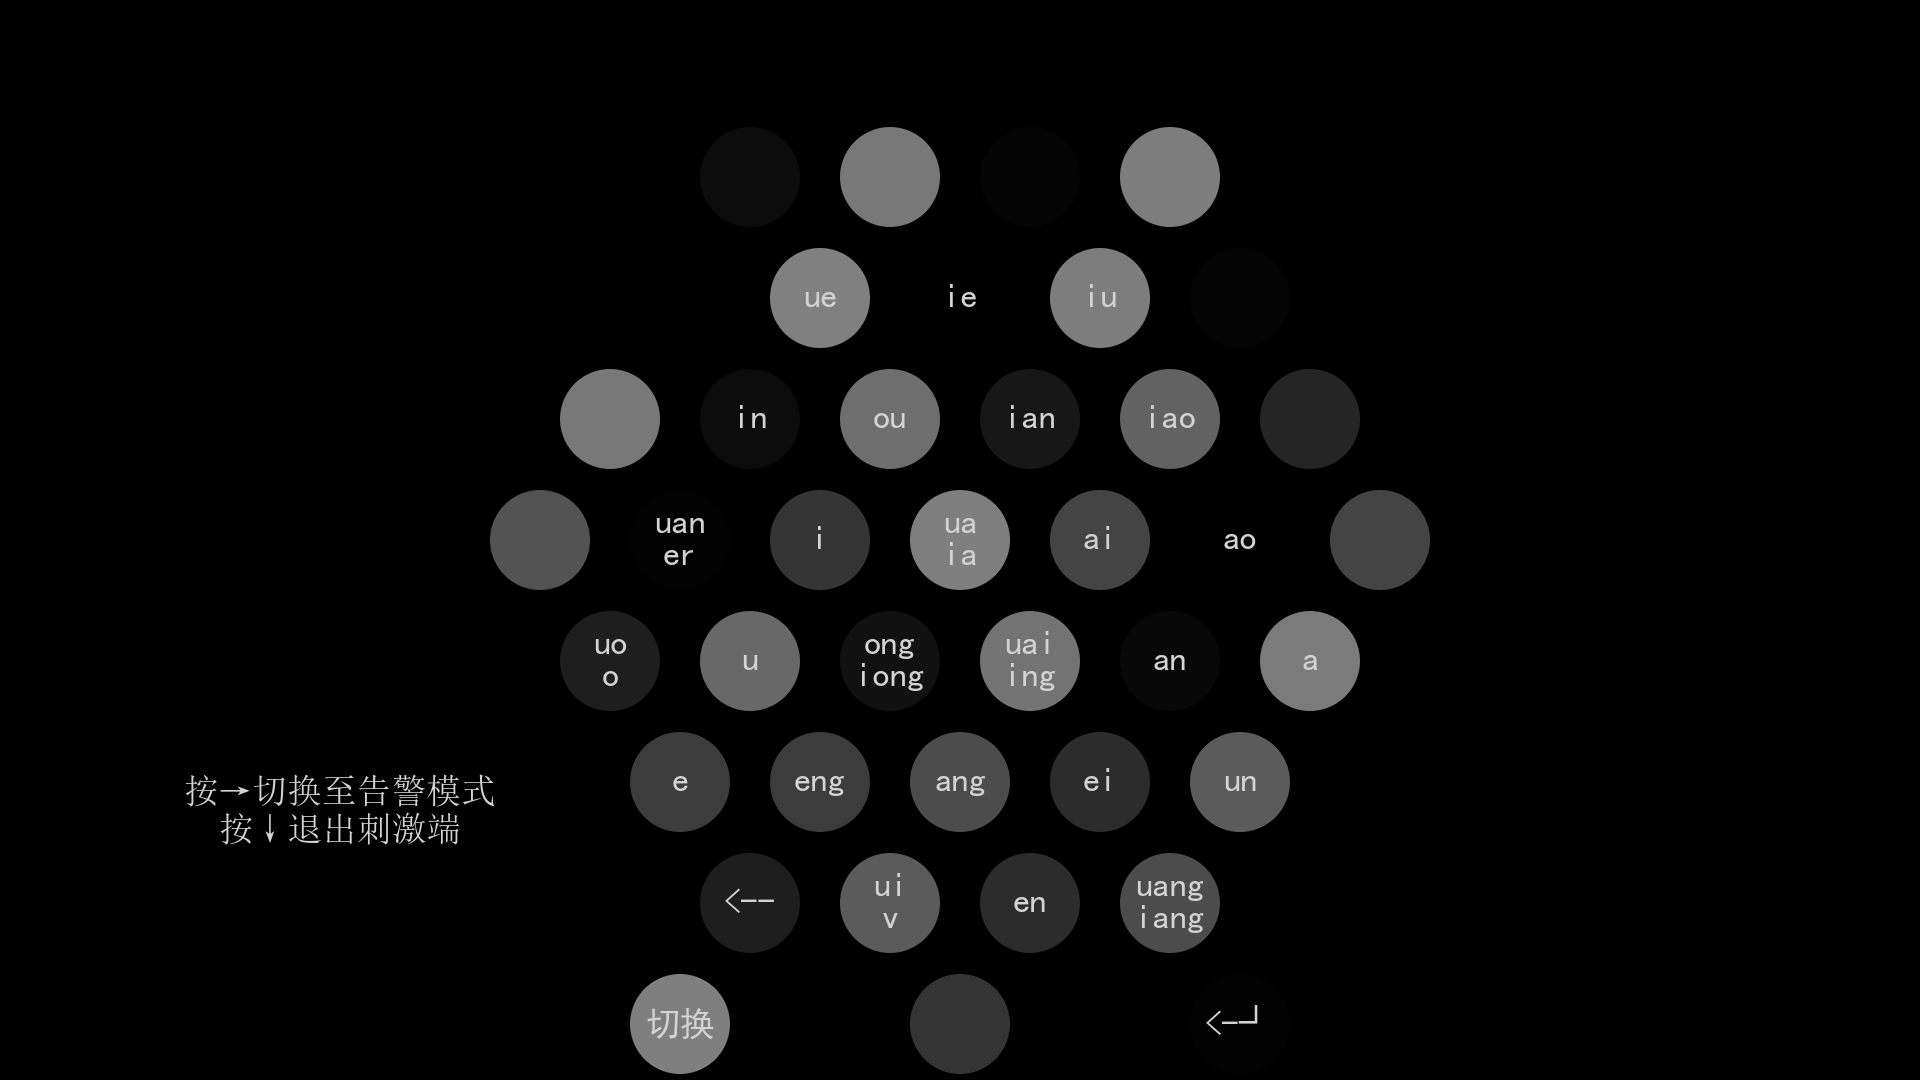 ue
ie
iu
in
ou
ian
iao
uan
er
i
ua
ia
ai
ao
uo
o
u
ong
iong
uai
ing
an
a
e
eng
ang
ei
un
按→切换至告警模式
按↓退出刺激端
<--
ui
v
en
uang
iang
切换
<-┘